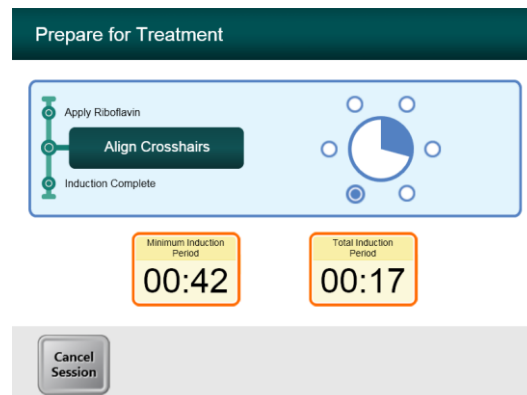 Prepare for Treatment
Apply Riboflavin
Align Crosshairs
Induction Complete
Minimum Induction
Period
00:42
Total Induction
Period
00:17
Cancel
Session